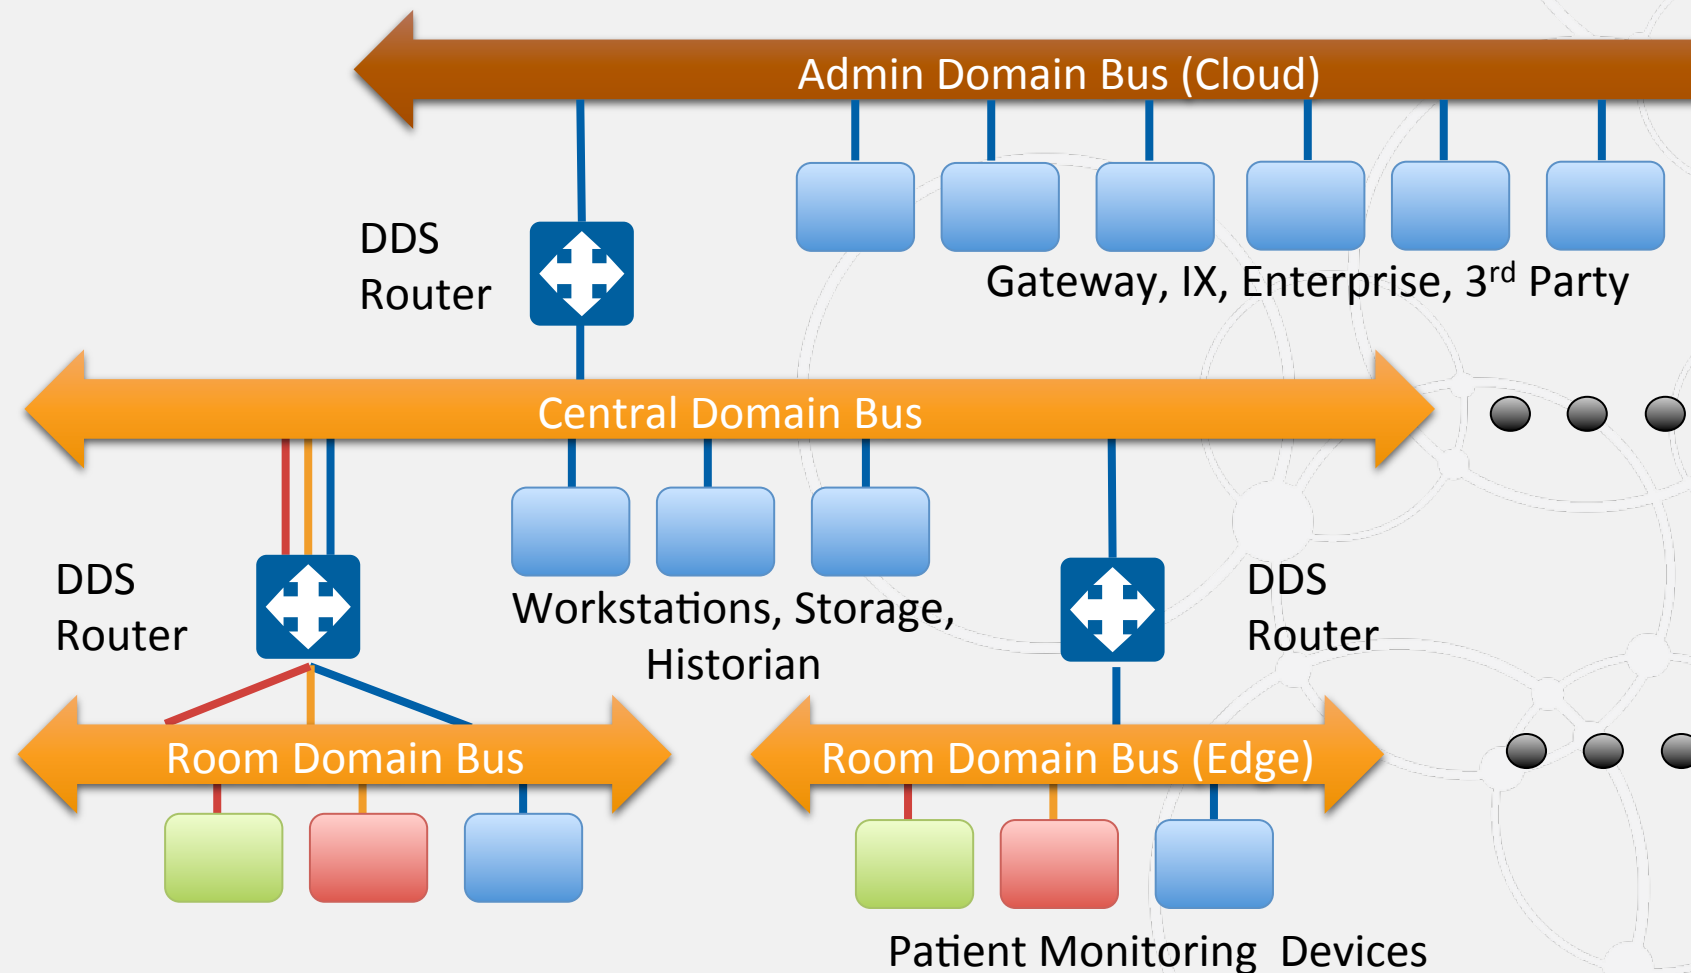 Admin Domain Bus (Cloud)
DDS
Router
Gateway, IX, Enterprise, 3rd Party
Central Domain Bus
DDS
Router
Workstations, Storage,
Historian
DDS
Router
Room Domain Bus
Room Domain Bus (Edge)
Patient Monitoring  Devices